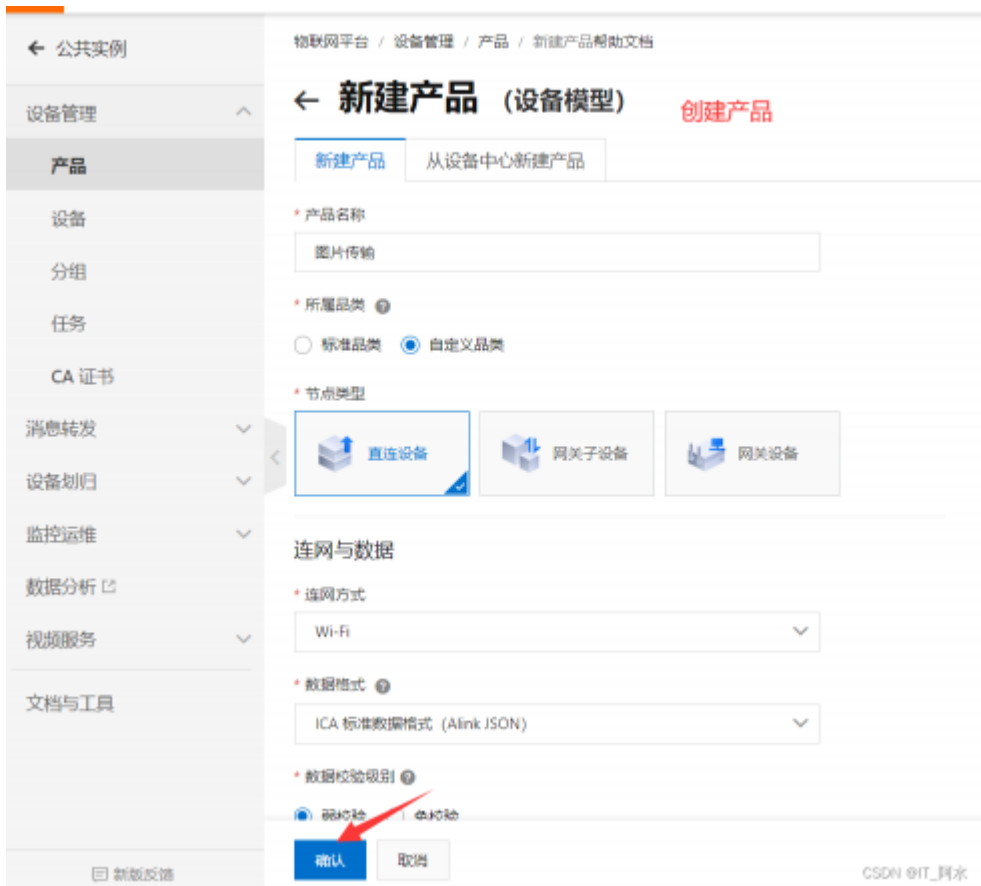 公共实例
设备管理
产品
设备
分组
任务
CA 证书
消息转发
设备划归
监控运维
数据分析
视频服务
文档与工具
新版反馈
物联网平台 / 设备管理 / 产品 / 新建产品帮助文档
新建产品 (设备模型)
创建产品
新建产品 从设备中心新建产品
* 产品名称
图片传输
* 所属品类
标准品类 自定义品类
* 节点类型
直连设备 网关子设备 网关设备
连网与数据
* 连网方式
Wi-Fi
* 数据格式
ICA 标准数据格式 (Alink JSON)
* 数据校验级别
弱校验 免校验
确认 取消
CSDN @IT_阿水